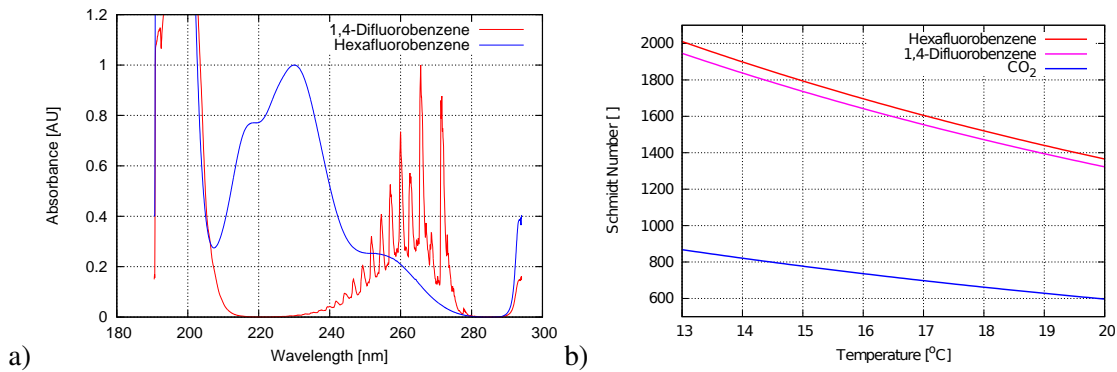 1,4-Difluorobenzene
Hexafluorobenzene
Absorbance [AU]
1.2
1
0.8
0.6
0.4
0.2
0
180 200 220 240 260 280 300
Wavelength [nm]
a)
Hexafluorobenzene
1,4-Difluorobenzene
CO2
Schmidt Number [ ]
2000
1800
1600
1400
1200
1000
800
600
13 14 15 16 17 18 19 20
Temperature [°C]
b)